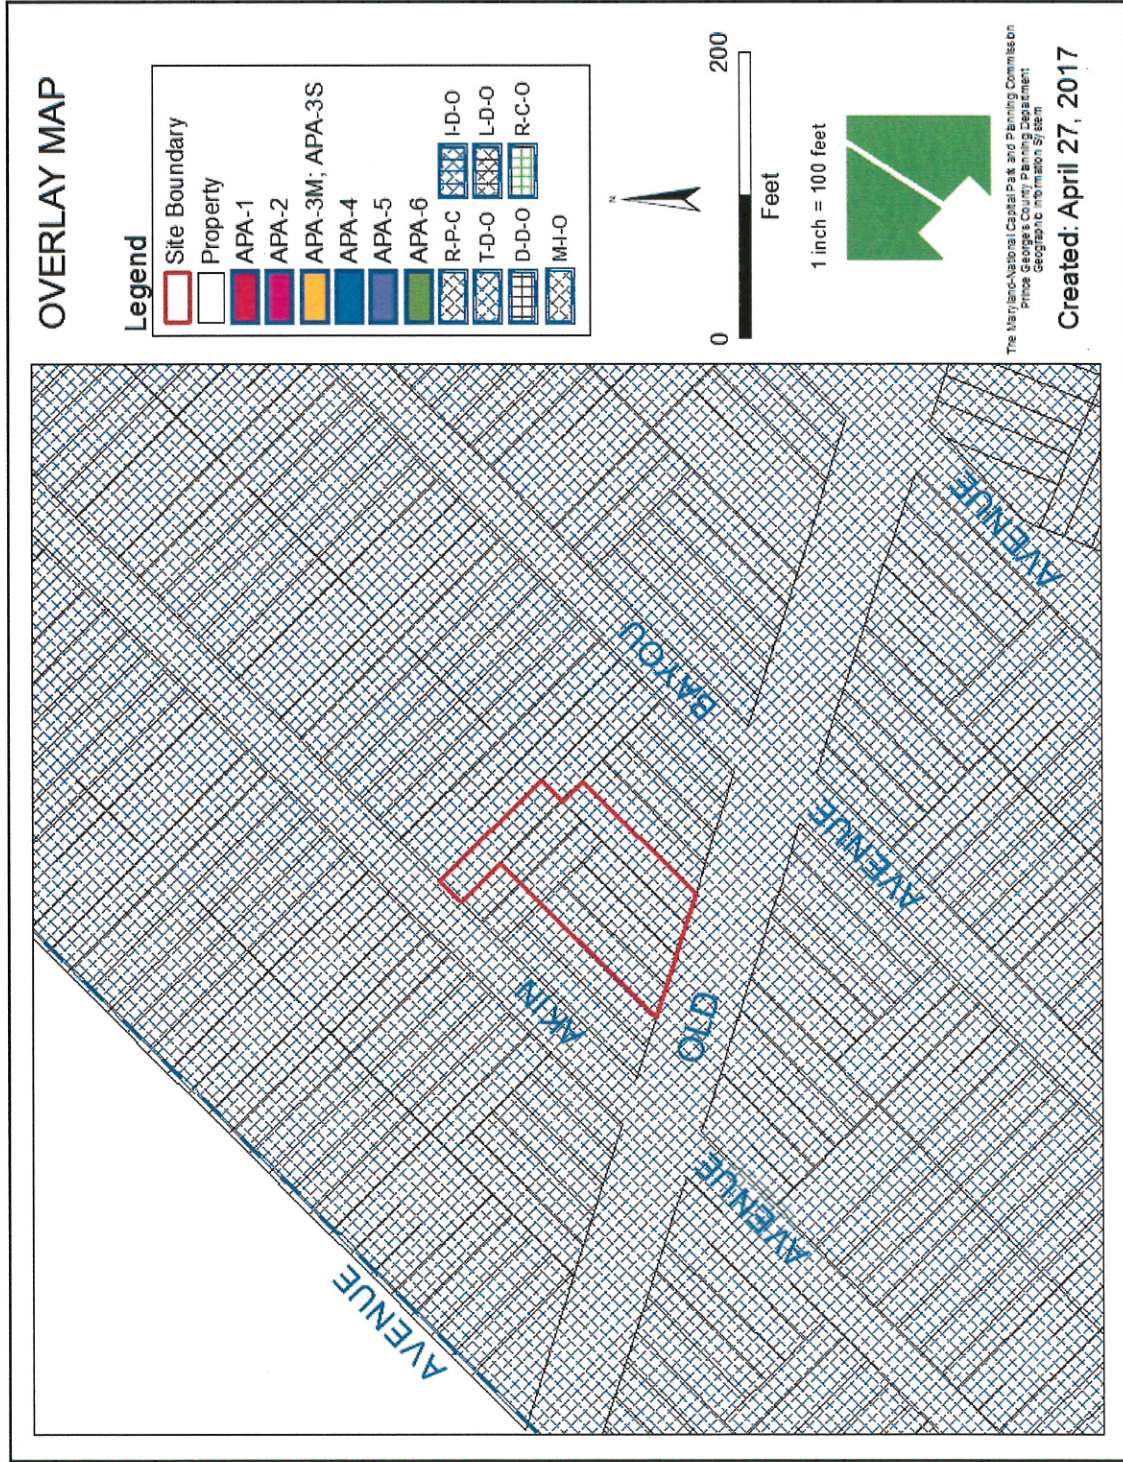 OVERLAY MAP
Legend
Site Boundary
Property
APA-1
APA-2
APA-3M; APA-3S
APA-4
APA-5
APA-6
R-P-C I-D-O
T-D-O L-D-O
D-D-O R-C-O
M-I-O
N
0 200
Feet
1 inch = 100 feet
The Maryland-National Capital Park and Planning Commission
Prince George's County Planning Department
Geographic Information System
Created: April 27, 2017
AVENUE
AKIN
BAYOU
OLD
AVENUE
AVENUE
AVENUE